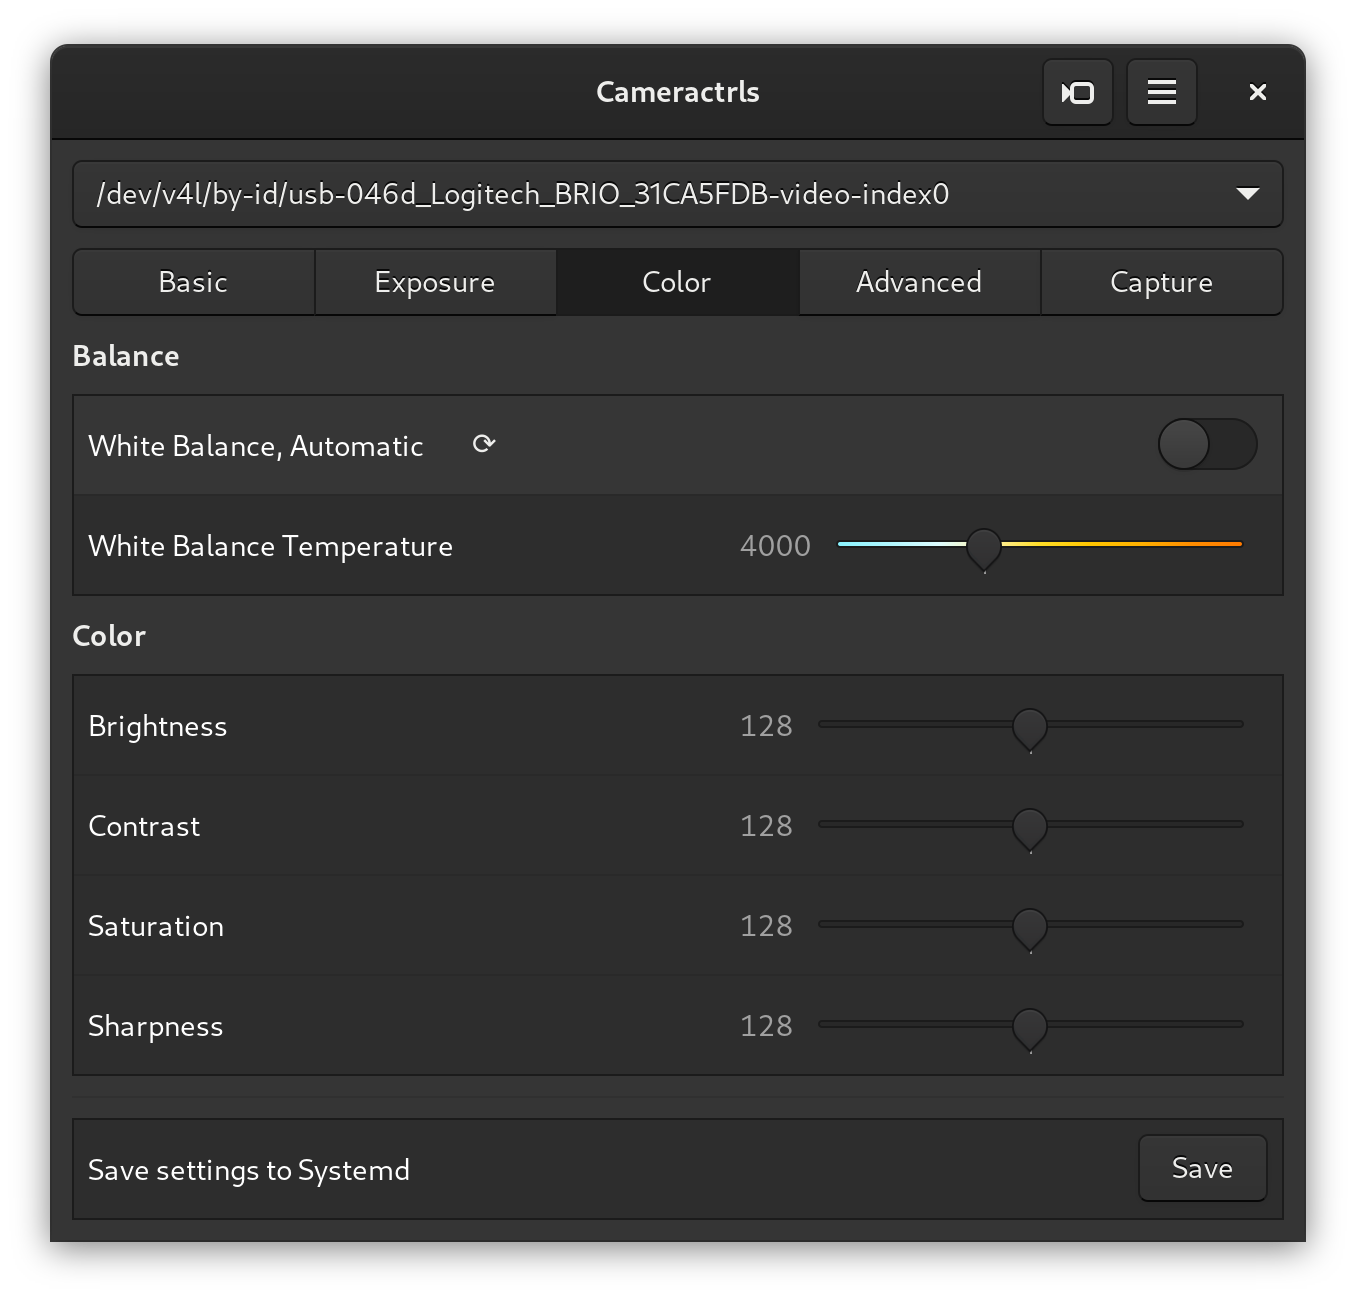 Cameractrls
/dev/v4l/by-id/usb-046d_Logitech_BRIO_31CA5FDB-video-index0
Basic Exposure Color Advanced Capture
Balance
White Balance, Automatic
White Balance Temperature 4000
Color
Brightness 128
Contrast 128
Saturation 128
Sharpness 128
Save settings to Systemd Save